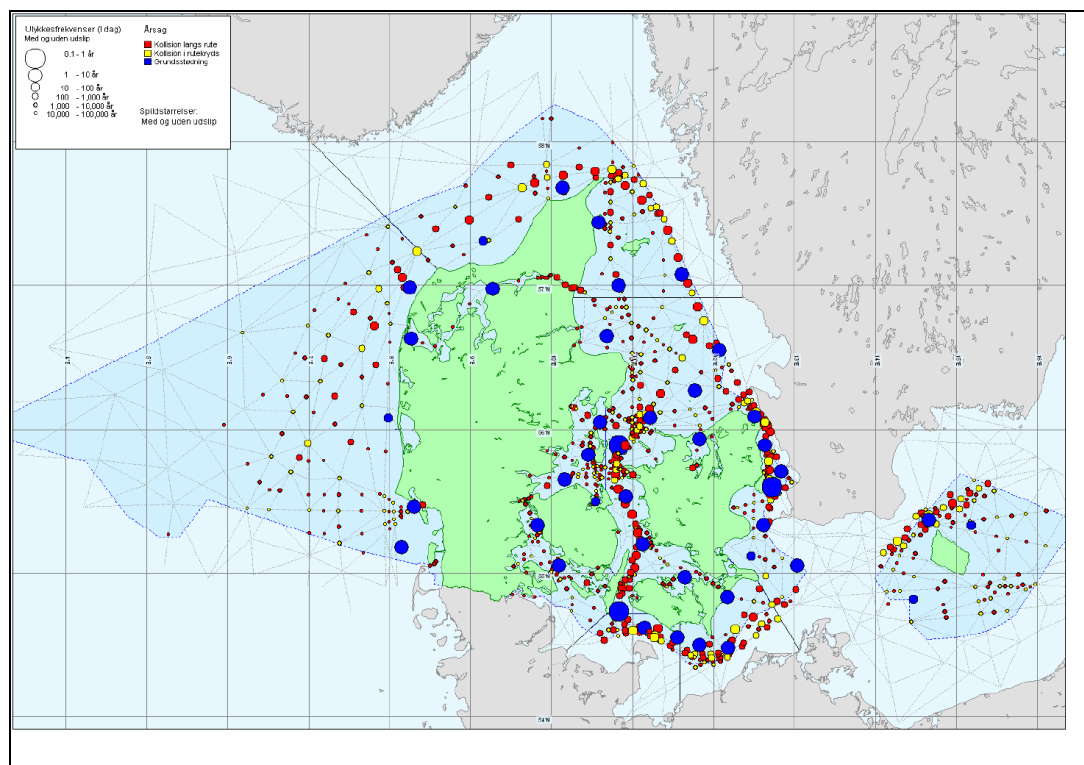 Ulykkesfrekvenser (I dag)
Med og uden udslip
0.1 - 1 år
1 - 10 år
10 - 100 år
100 - 1,000 år
1,000 - 10,000 år
10,000 - 100,000 år
Årsag
Kollision langs rute
Kollision i rutekryds
Grundstødning
Spildstørrelser:
Med og uden udslip
58°N
57°N
56°N
54°N